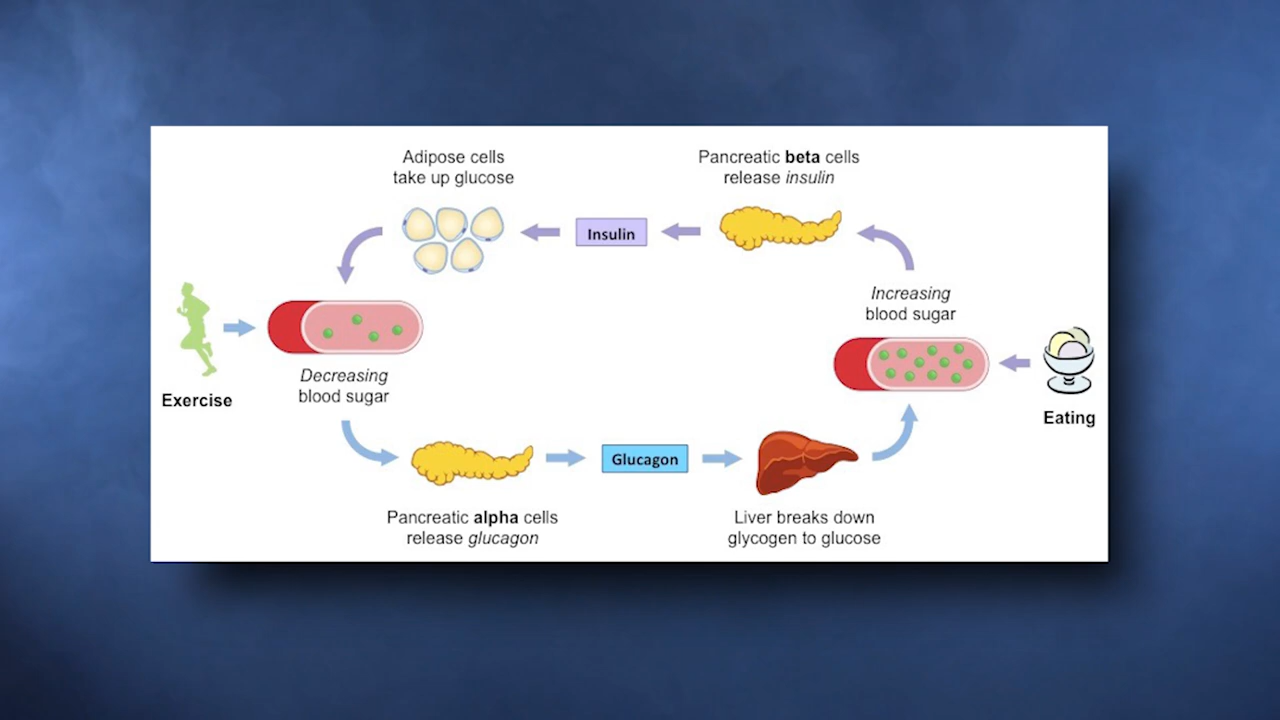 Adipose cells
take up glucose
Pancreatic beta cells
release insulin
Insulin
Increasing
blood sugar
Decreasing
blood sugar
Exercise
Eating
Glucagon
Pancreatic alpha cells
release glucagon
Liver breaks down
glycogen to glucose